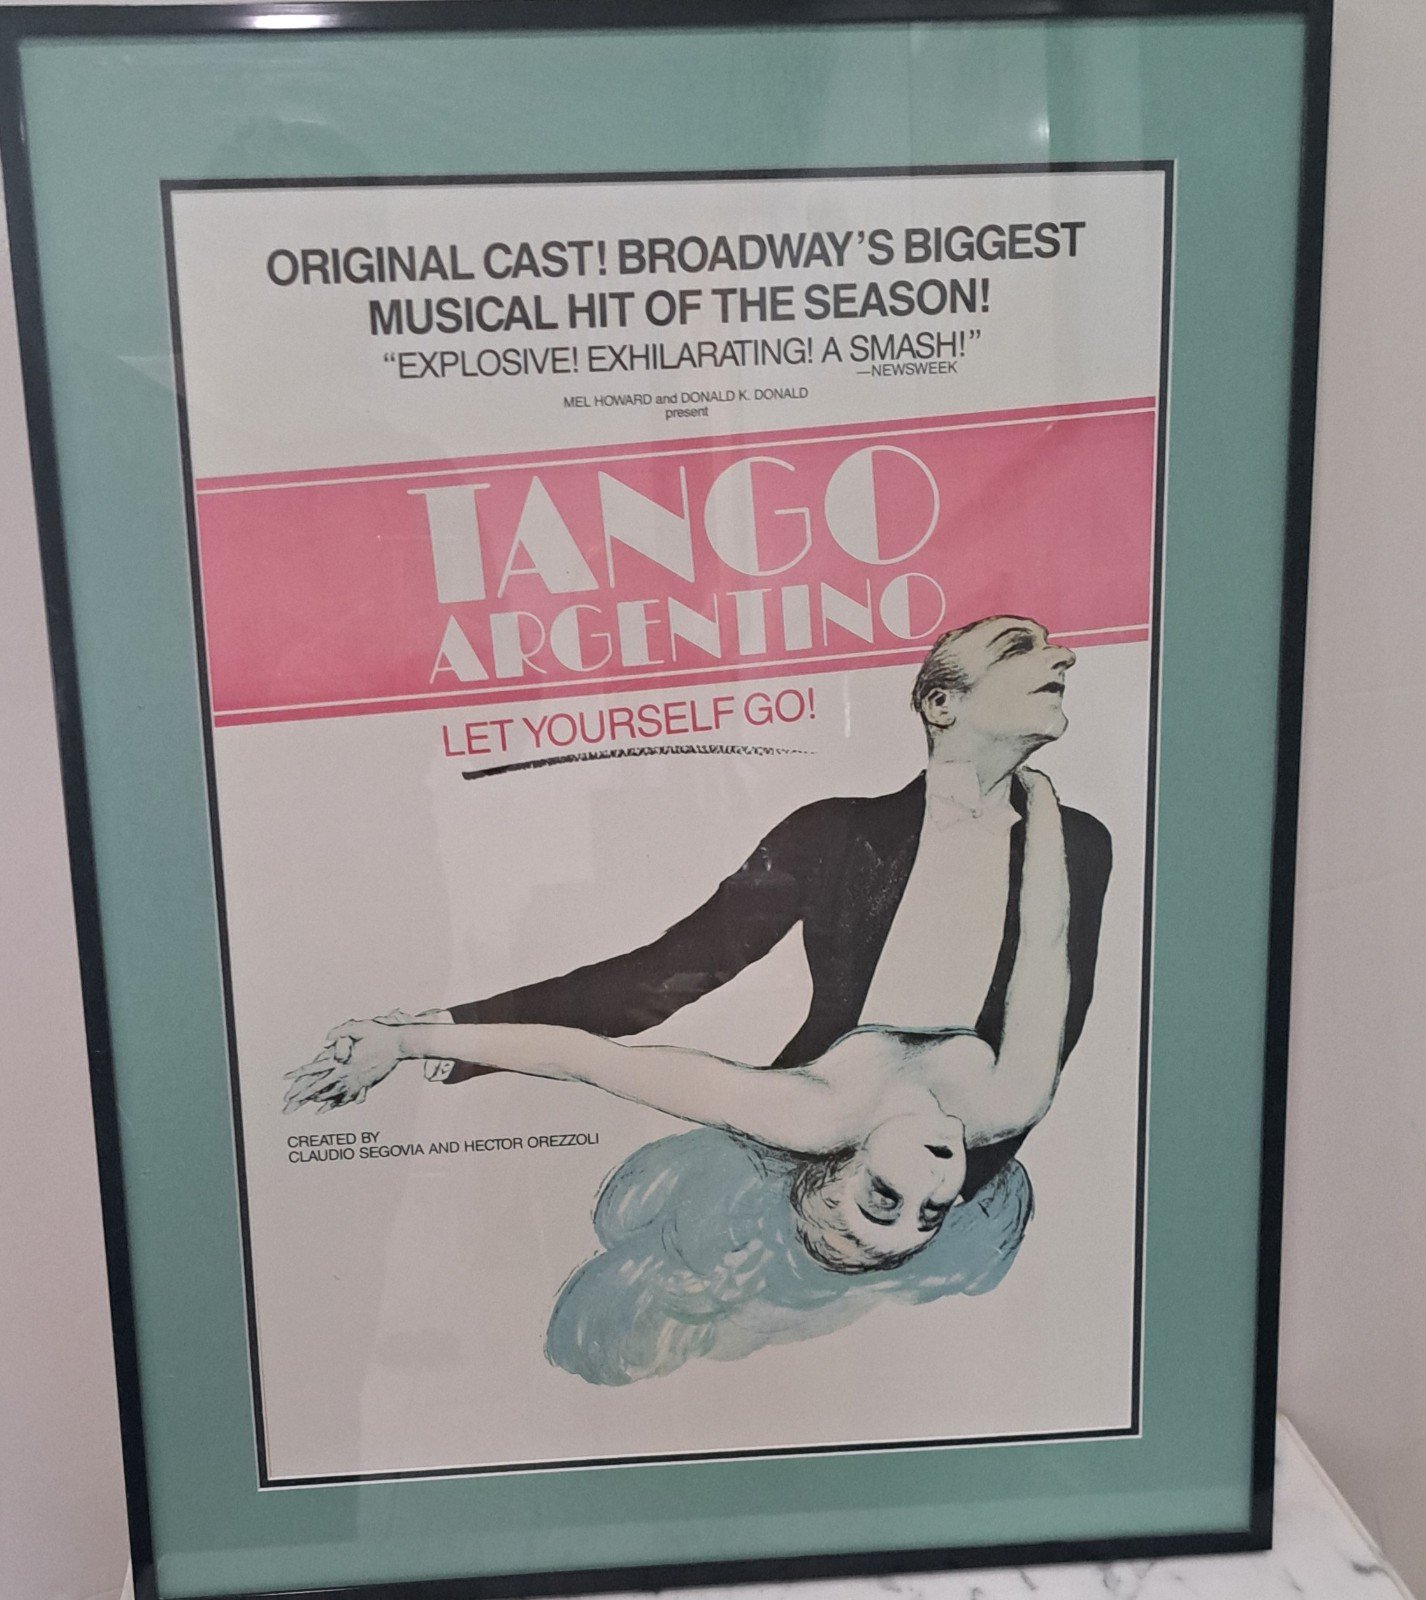 ORIGINAL CAST! BROADWAY'S BIGGEST
MUSICAL HIT OF THE SEASON!
"EXPLOSIVE! EXHILARATING! A SMASH!"
—NEWSWEEK
MEL HOWARD and DONALD K. DONALD
present
TANGO
ARGENTINO
LET YOURSELF GO!
CREATED BY
CLAUDIO SEGOVIA AND HECTOR OREZZOLI